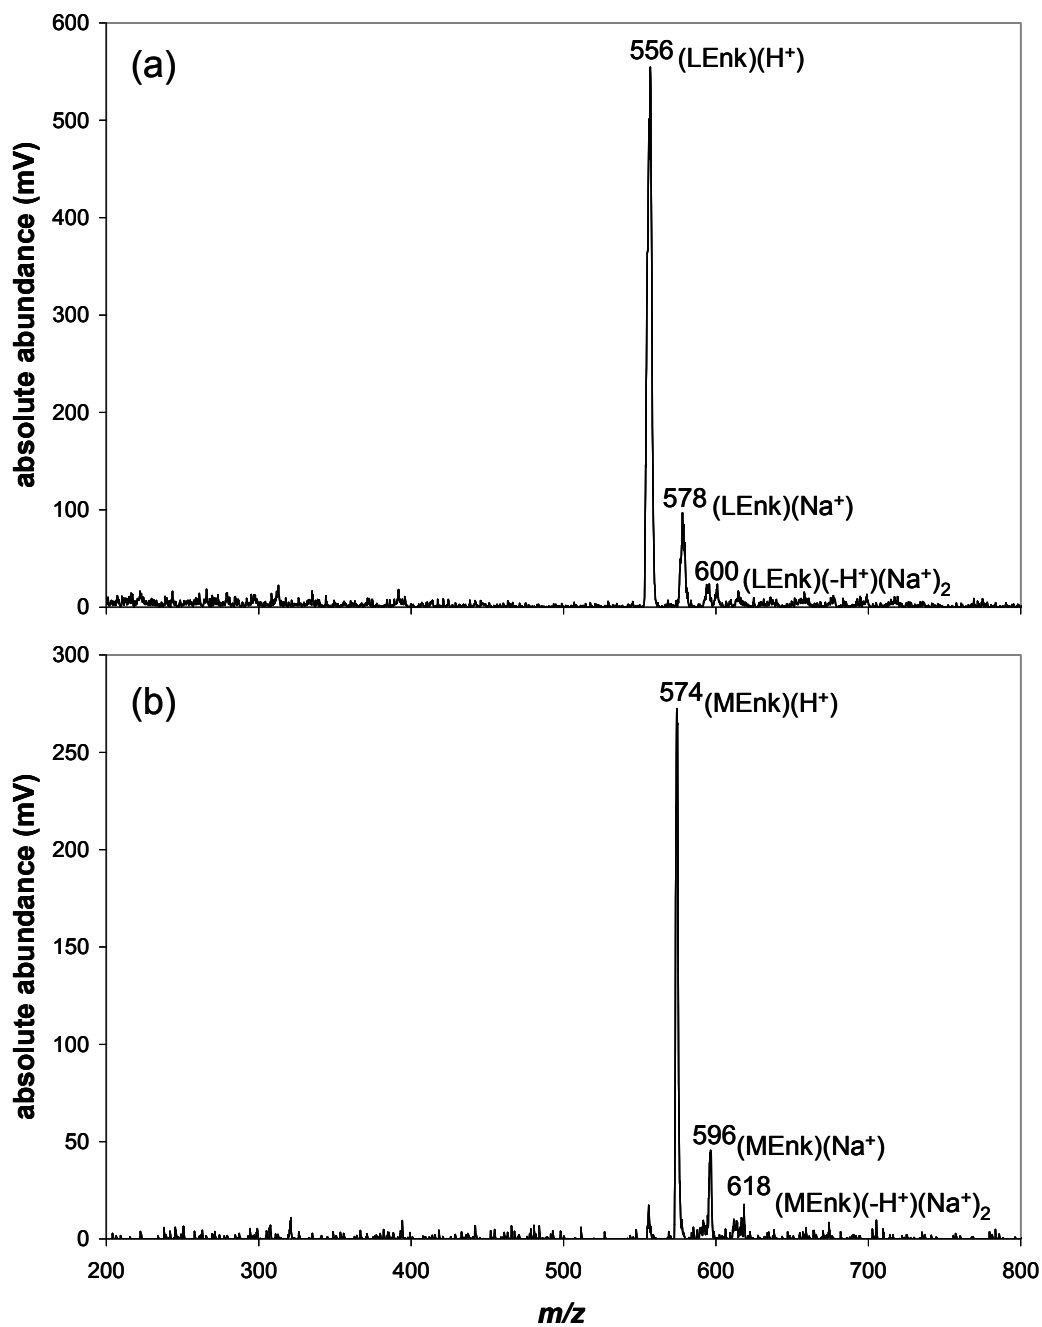 600
(a)
556 (LEnk)(H⁺)
500
400
300
200
100
578 (LEnk)(Na⁺)
600 (LEnk)(-H⁺)(Na⁺)₂
0
absolute abundance (mV)
300
(b)
574 (MEnk)(H⁺)
250
200
150
100
50
596 (MEnk)(Na⁺)
618 (MEnk)(-H⁺)(Na⁺)₂
0
absolute abundance (mV)
200 300 400 500 600 700 800
m/z